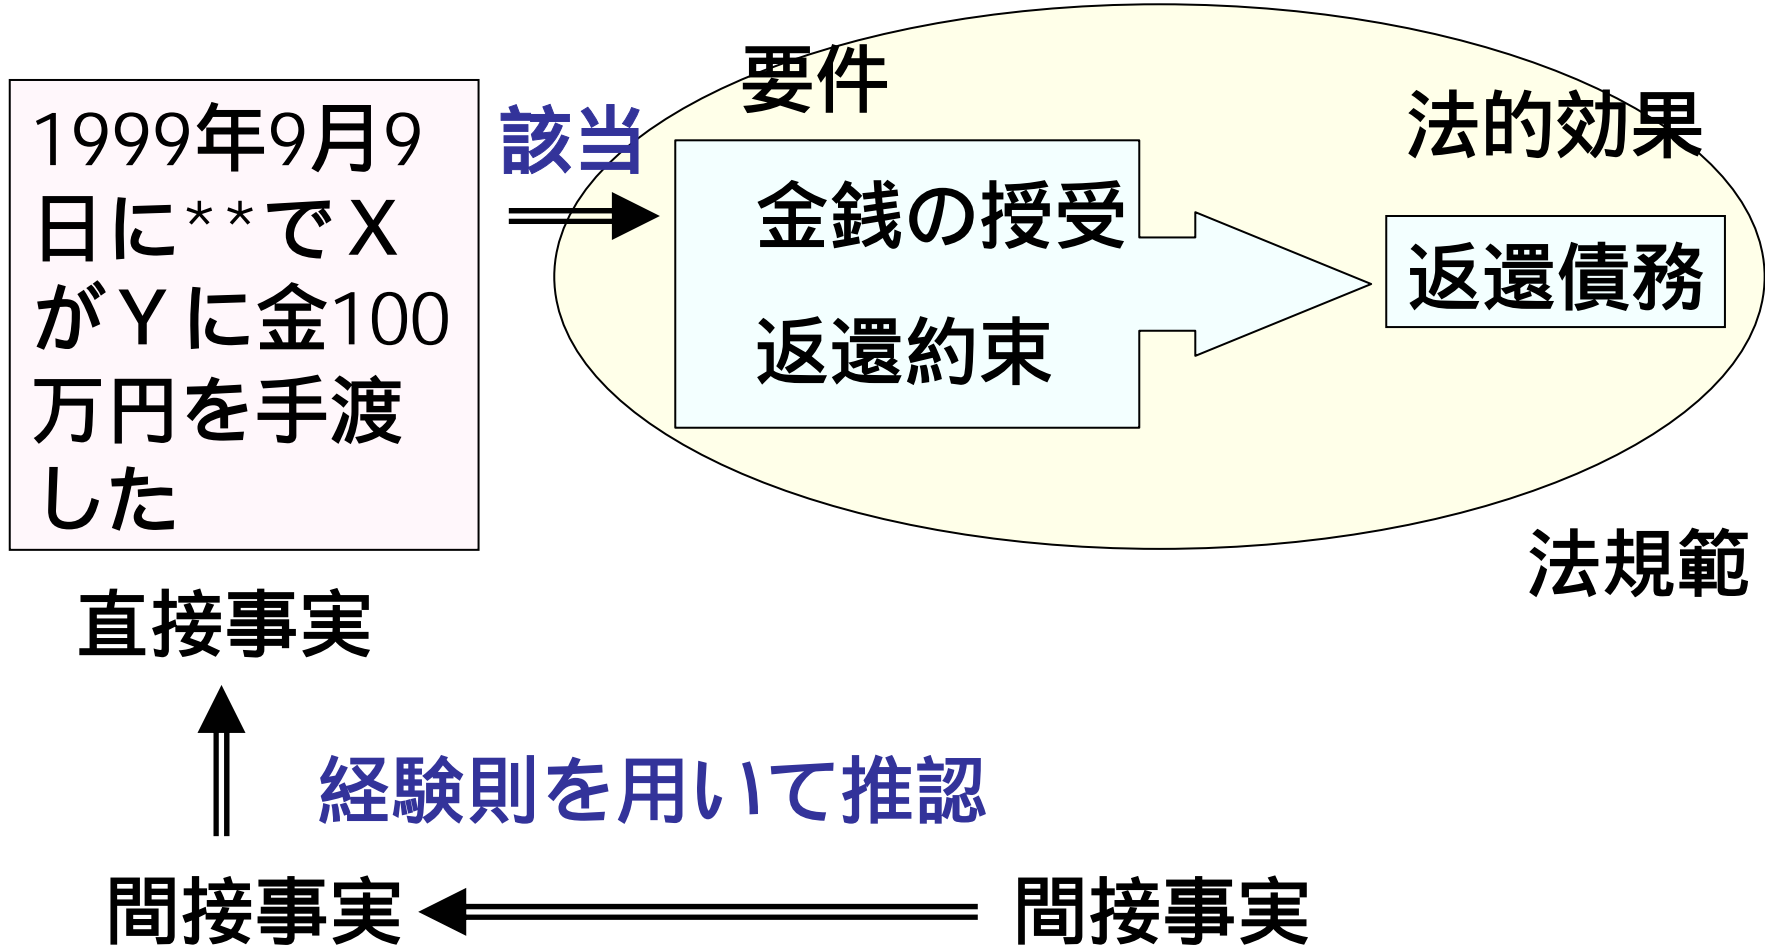 要件
法的効果
該当
1999年9月9
日に**でX
がYに金100
万円を手渡
した
金銭の授受
返還約束
返還債務
法規範
直接事実
経験則を用いて推認
間接事実
間接事実